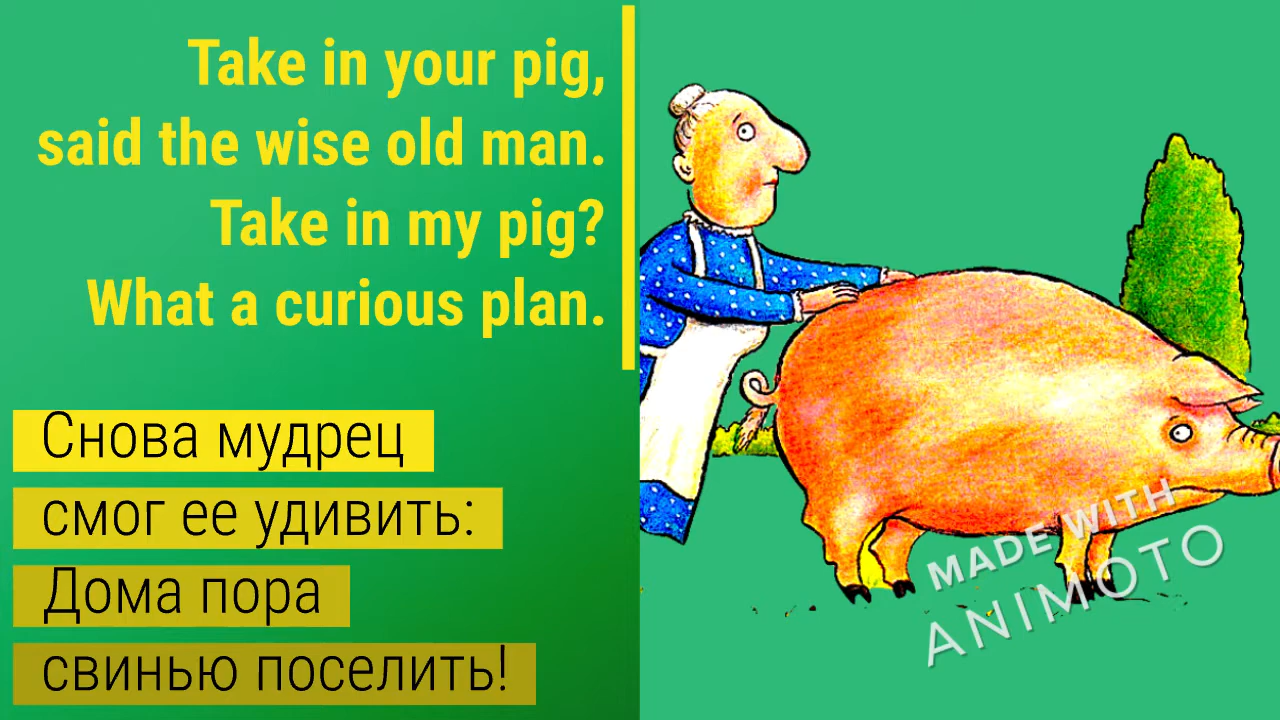 Take in your pig,
said the wise old man.
Take in my pig?
What a curious plan.
Снова мудрец
смог ее удивить:
Дома пора
свинью поселить!
MADE WITH
ANIMOTO